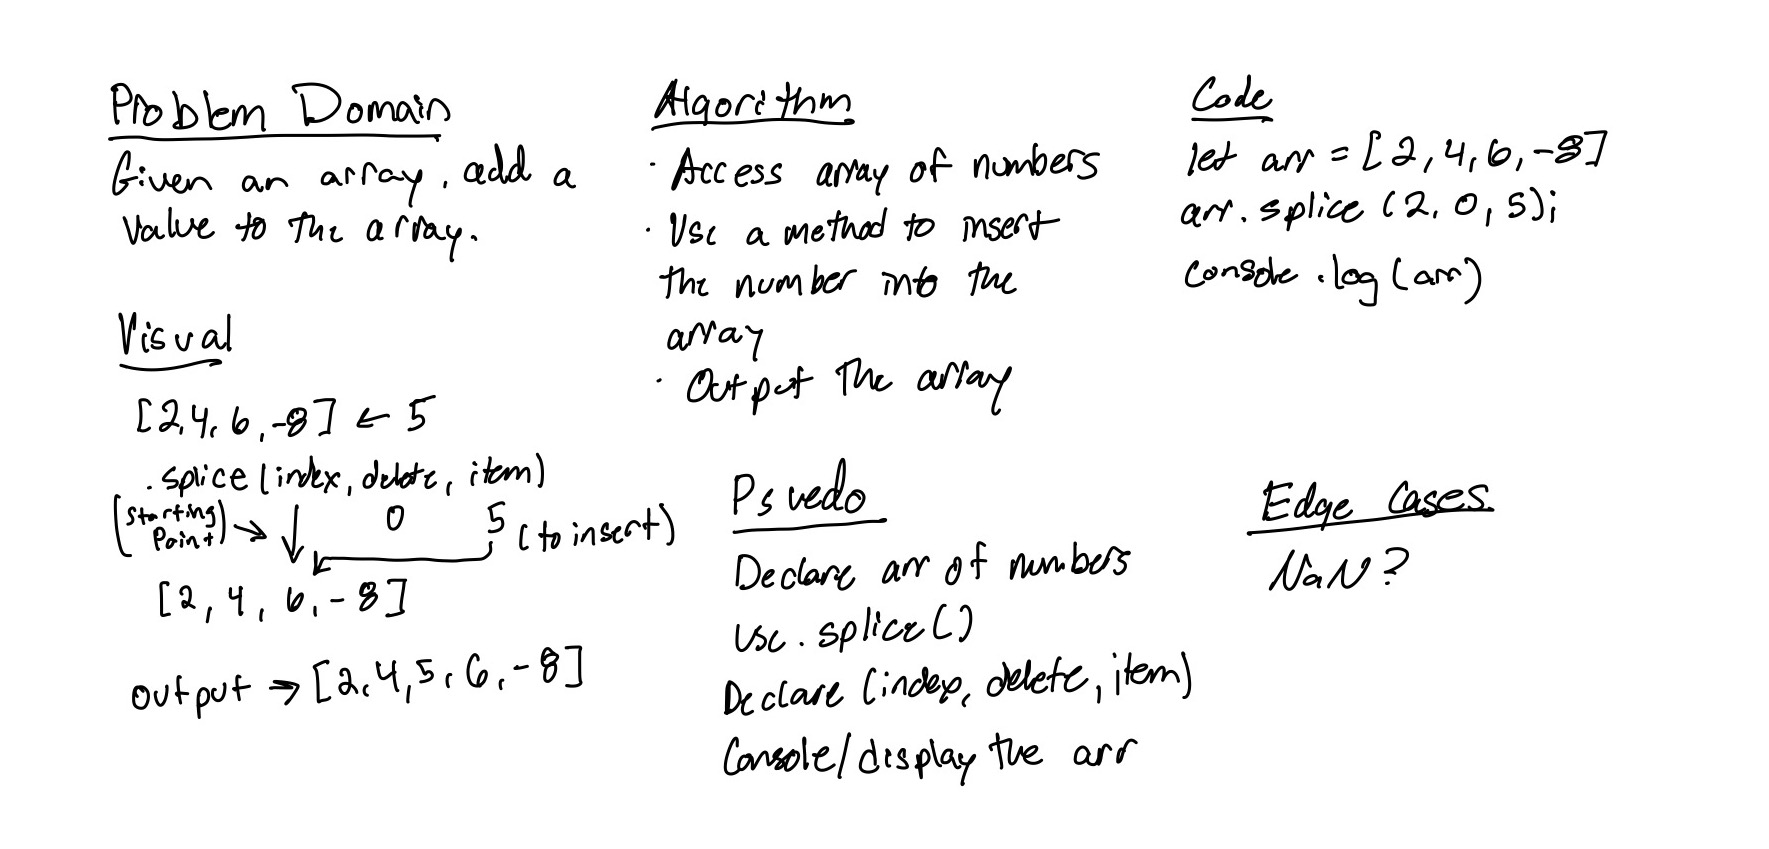 Problem Domain
Given an array, add a
value to the array.
Visual
[2,4,6,-8] ← 5
.splice(index, delete, item)
(starting
Point) → ↓ 0 5 (to insert)
[2, 4, 6, -8]
output → [2,4,5,6,-8]
Algorithm
· Access array of numbers
· Use a method to insert
the number into the
array
· Output the array
Psuedo
Declare arr of numbers
use .splice()
Declare (index, delete, item)
Console/display the arr
Code
let arr = [2,4,6,-8]
arr.splice(2,0,5);
console.log(arr)
Edge Cases
NaN?